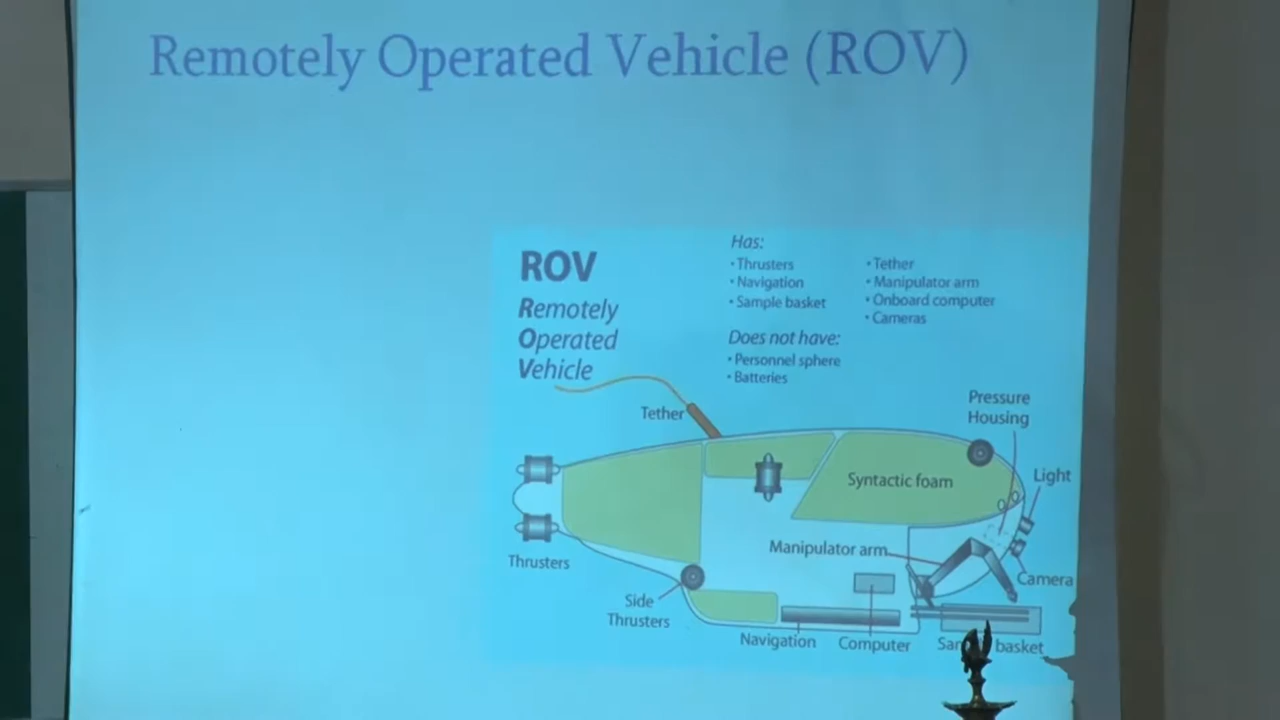 Remotely Operated Vehicle (ROV)
ROV
Remotely
Operated
Vehicle
Has:
• Thrusters
• Navigation
• Sample basket
• Tether
• Manipulator arm
• Onboard computer
• Cameras
Does not have:
• Personnel sphere
• Batteries
Tether
Pressure
Housing
Light
Syntactic foam
Thrusters
Manipulator arm
Camera
Side
Thrusters
Navigation
Computer
basket